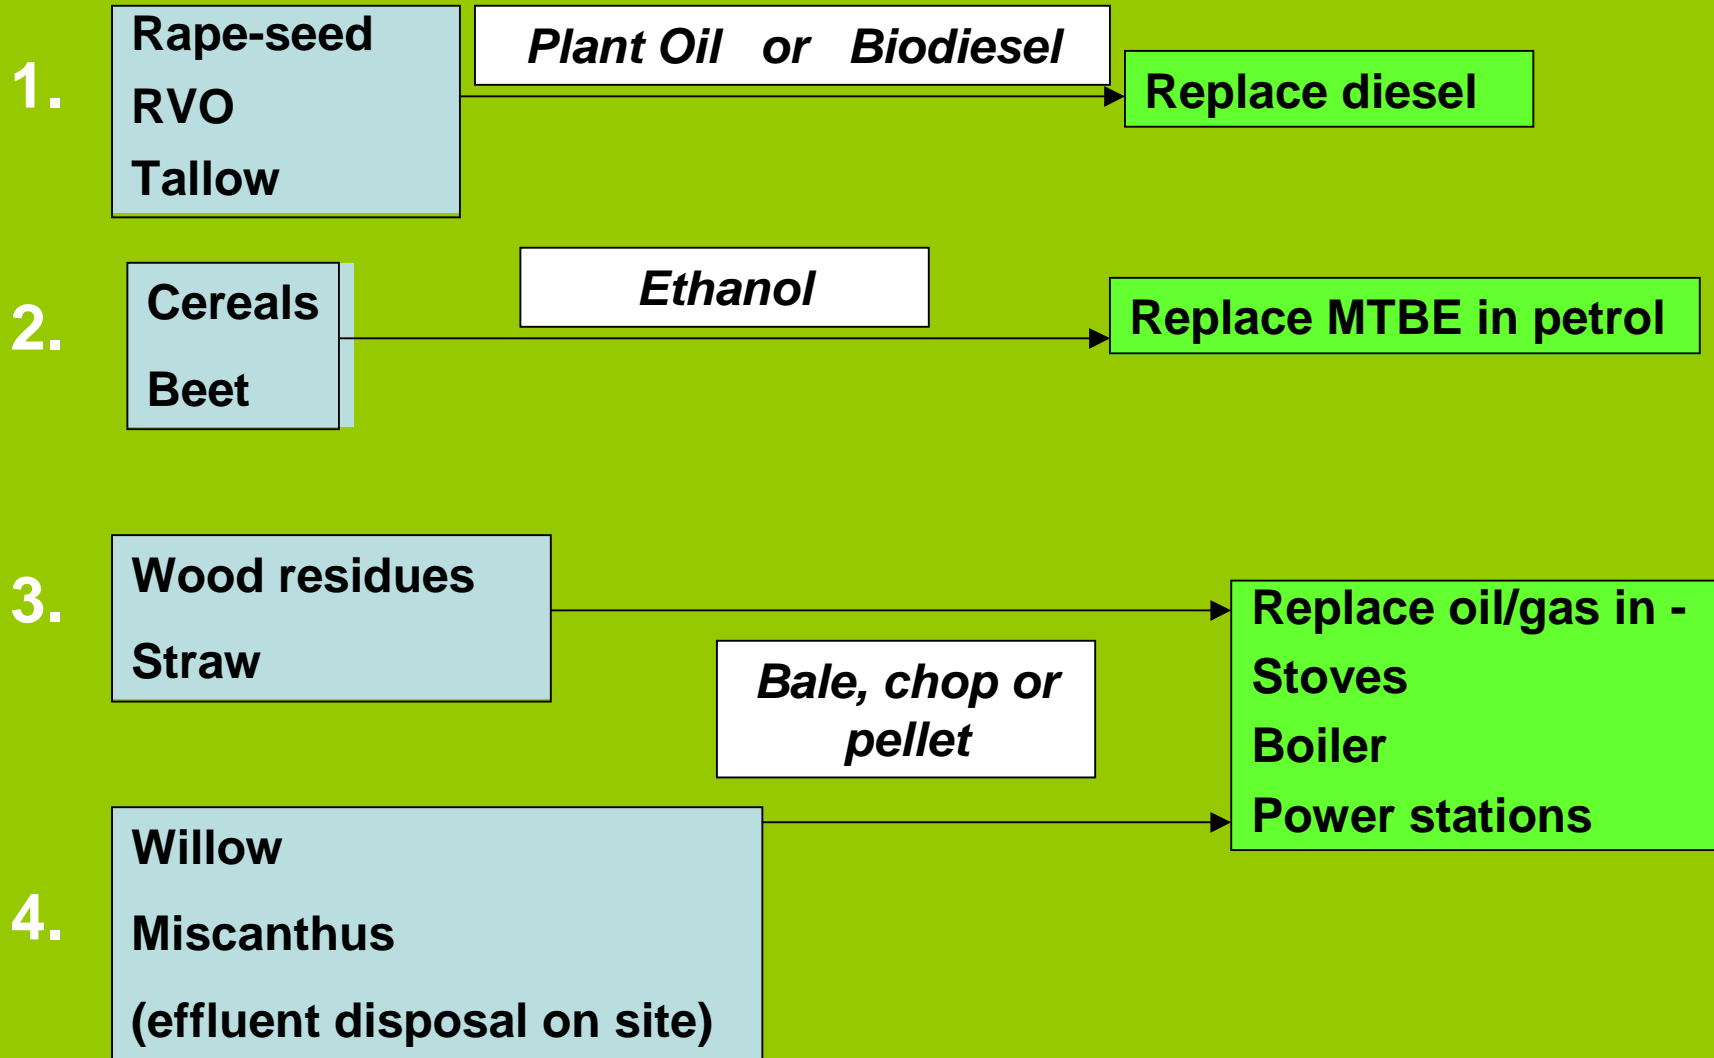 1.
Rape-seed
RVO
Tallow
Plant Oil or Biodiesel
Replace diesel
2.
Cereals
Beet
Ethanol
Replace MTBE in petrol
3.
Wood residues
Straw
Bale, chop or
pellet
Replace oil/gas in -
Stoves
Boiler
Power stations
4.
Willow
Miscanthus
(effluent disposal on site)